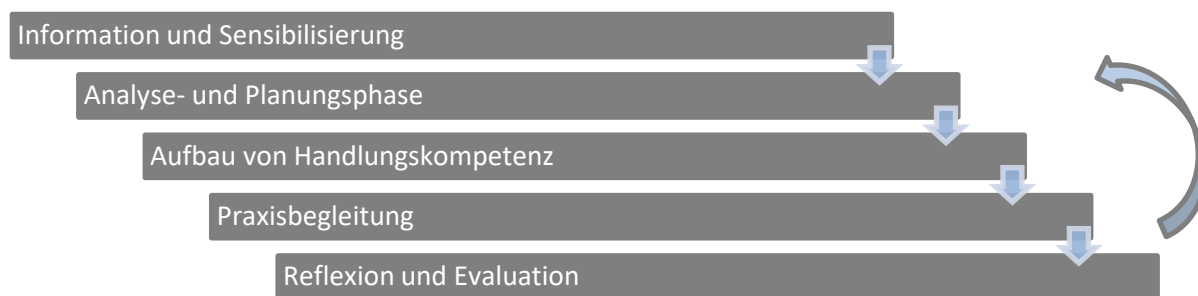 Information und Sensibilisierung
Analyse- und Planungsphase
Aufbau von Handlungskompetenz
Praxisbegleitung
Reflexion und Evaluation